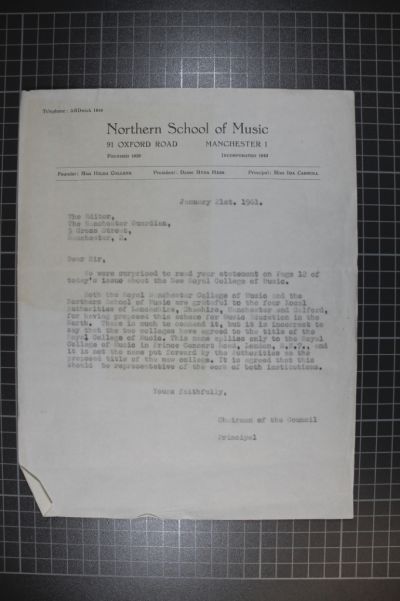 Telephone: ARDwick 1846
Northern School of Music
91 OXFORD ROAD MANCHESTER 1
FOUNDED 1920 INCORPORATED 1943
Founder: Miss Hilda Collens President: Dame Myra Hess Principal: Miss Ida Carroll
January 21st. 1961.
The Editor,
The Manchester Guardian,
3 Cross Street,
Manchester, 2.
Dear Sir,
We were surprised to read your statement on Page 12 of
today's issue about the New Royal College of Music.
Both the Royal Manchester College of Music and the
Northern School of Music are grateful to the four Local
Authorities of Lancashire, Cheshire, Manchester and Salford,
for having proposed this scheme for Music Education in the
North. There is much to commend it, but it is incorrect to
say that the two colleges have agreed to the title of the
Royal College of Music. This name applies only to the Royal
College of Music in Prince Consort Road, London, S.W.7., and
it is not the name put forward by the Authorities as the
proposed title of the new college. It is agreed that this
should be representative of the work of both institutions.
Yours faithfully,
Chairman of the Council
Principal